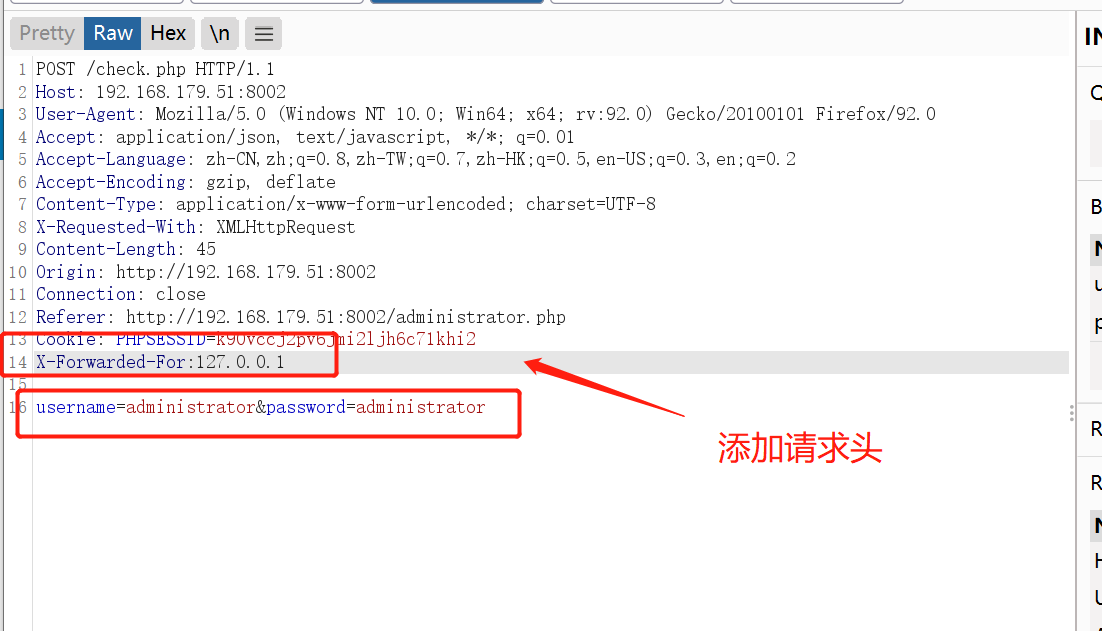 Pretty Raw Hex \n
1 POST /check.php HTTP/1.1
2 Host: 192.168.179.51:8002
3 User-Agent: Mozilla/5.0 (Windows NT 10.0; Win64; x64; rv:92.0) Gecko/20100101 Firefox/92.0
4 Accept: application/json, text/javascript, */*; q=0.01
5 Accept-Language: zh-CN,zh;q=0.8,zh-TW;q=0.7,zh-HK;q=0.5,en-US;q=0.3,en;q=0.2
6 Accept-Encoding: gzip, deflate
7 Content-Type: application/x-www-form-urlencoded; charset=UTF-8
8 X-Requested-With: XMLHttpRequest
9 Content-Length: 45
10 Origin: http://192.168.179.51:8002
11 Connection: close
12 Referer: http://192.168.179.51:8002/administrator.php
13 Cookie:
14 X-Forwarded-For:127.0.0.1
15
16 username=administrator&password=administrator
添加请求头